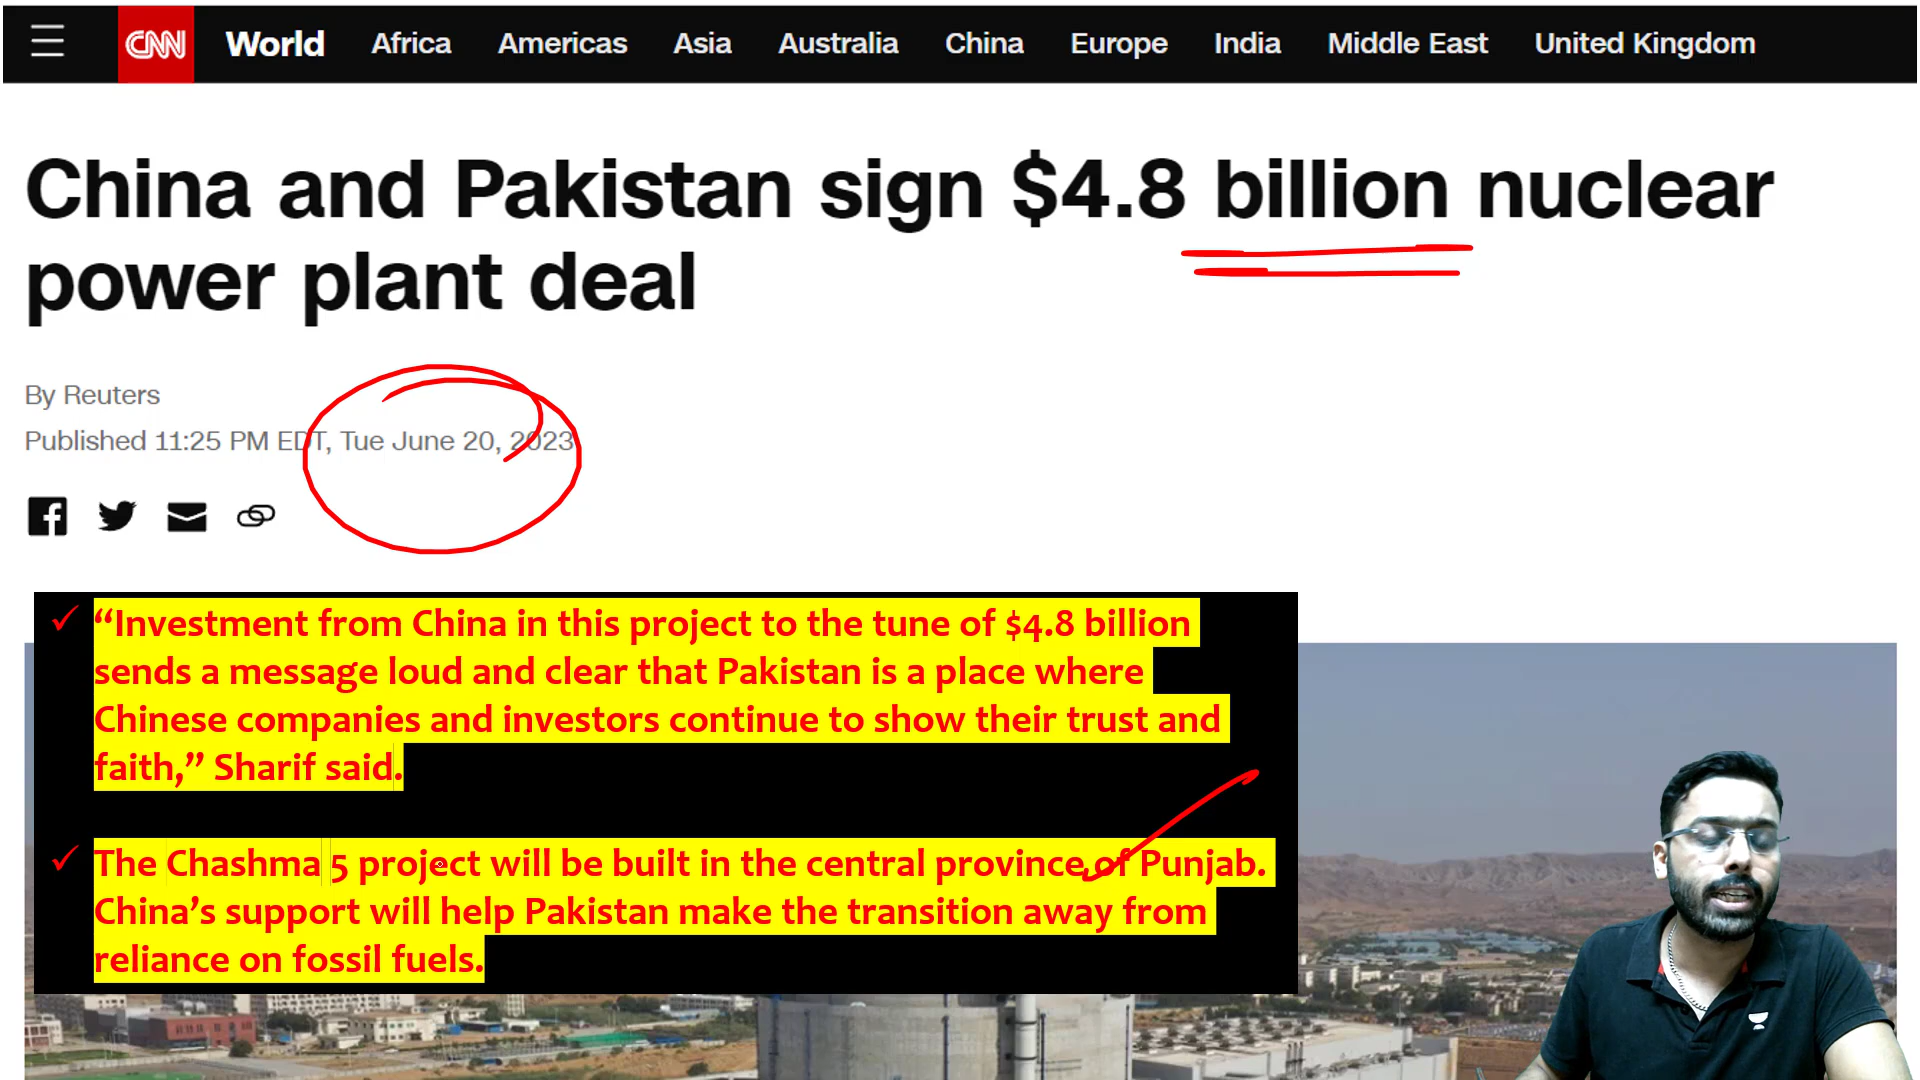 CNN World Africa Americas Asia Australia China Europe India Middle East United Kingdom
China and Pakistan sign $4.8 billion nuclear
power plant deal
By Reuters
Published 11:25 PM EDT, Tue June 20, 2023
“Investment from China in this project to the tune of $4.8 billion
sends a message loud and clear that Pakistan is a place where
Chinese companies and investors continue to show their trust and
faith,” Sharif said.
The Chashma 5 project will be built in the central province of Punjab.
China’s support will help Pakistan make the transition away from
reliance on fossil fuels.